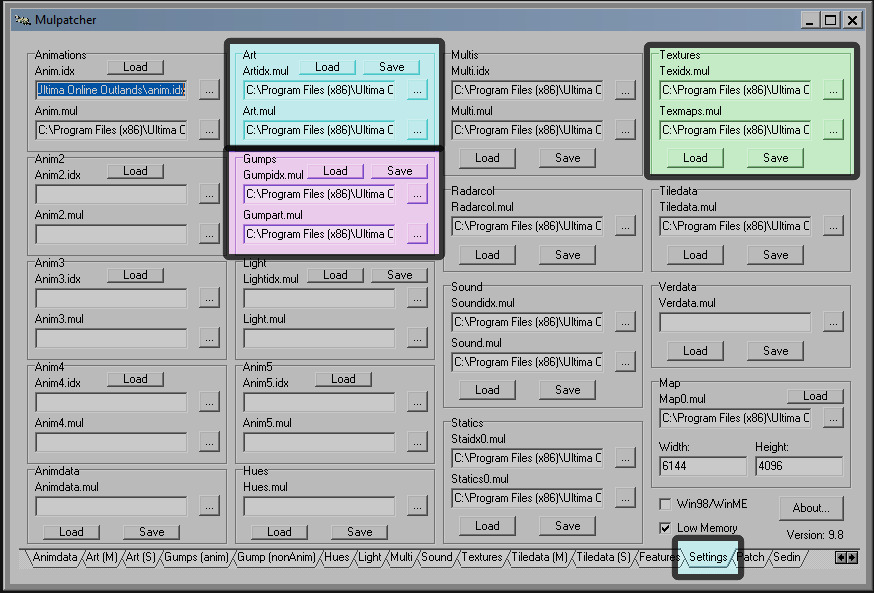 Mulpatcher
Animations
Anim.idx Load
Ultima Online Outlands\anim.idx ...
Anim.mul
C:\Program Files (x86)\Ultima C ...
Anim2
Anim2.idx Load
...
Anim2.mul
...
Anim3
Anim3.idx Load
...
Anim3.mul
...
Anim4
Anim4.idx Load
...
Anim4.mul
...
Animdata
Animdata.mul
...
Load Save
Art
Artidx.mul Load Save
C:\Program Files (x86)\Ultima C ...
Art.mul
C:\Program Files (x86)\Ultima C ...
Gumps
Gumpidx.mul Load Save
C:\Program Files (x86)\Ultima C ...
Gumpart.mul
C:\Program Files (x86)\Ultima C ...
Light
Lightidx.mul Load Save
...
Light.mul
...
Anim5
Anim5.idx Load
...
Anim5.mul
...
Hues
Hues.mul
...
Load Save
Multis
Multi.idx
C:\Program Files (x86)\Ultima C ...
Multi.mul
C:\Program Files (x86)\Ultima C ...
Load Save
Radarcol
Radarcol.mul
C:\Program Files (x86)\Ultima C ...
Load Save
Sound
Soundidx.mul
C:\Program Files (x86)\Ultima C ...
Sound.mul
C:\Program Files (x86)\Ultima C ...
Load Save
Statics
Staidx0.mul
C:\Program Files (x86)\Ultima C ...
Statics0.mul
C:\Program Files (x86)\Ultima C ...
Load Save
Textures
Texidx.mul
C:\Program Files (x86)\Ultima C ...
Texmaps.mul
C:\Program Files (x86)\Ultima C ...
Load Save
Tiledata
Tiledata.mul
C:\Program Files (x86)\Ultima C ...
Load Save
Verdata
Verdata.mul
...
Load Save
Map
Map0.mul Load
C:\Program Files (x86)\Ultima C ...
Width: Height:
6144 4096
Win98/WinME About...
Low Memory
Version: 9.8
Animdata Art (M) Art (S) Gumps (anim) Gump (nonAnim) Hues Light Multi Sound Textures Tiledata (M) Tiledata (S) Features Settings Patch Sedin